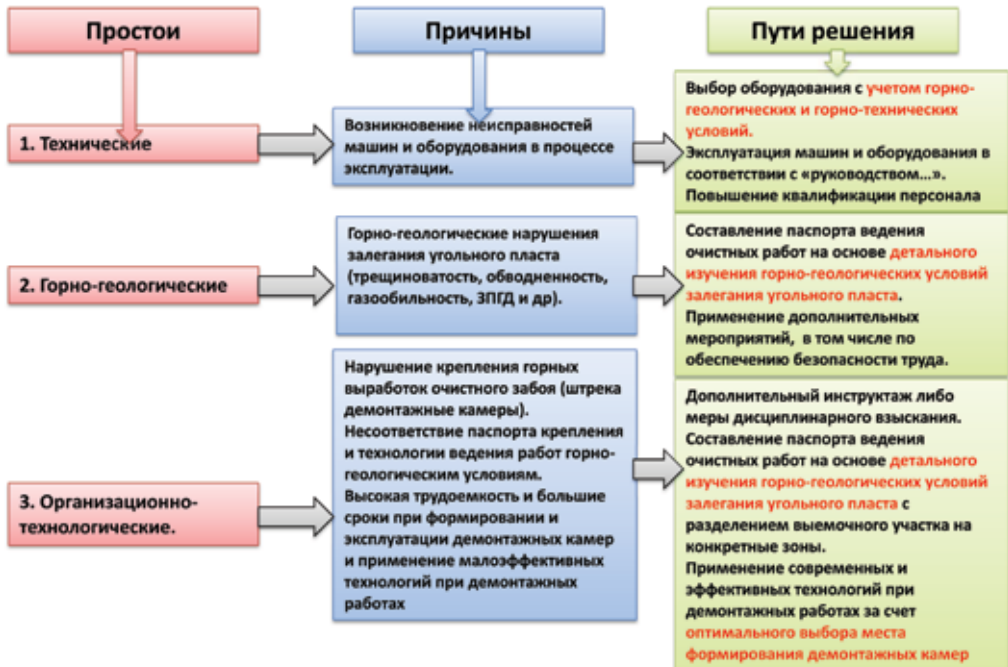 Простои
Причины
Пути решения
1. Технические
Возникновение неисправностей
машин и оборудования в процессе
эксплуатации.
Выбор оборудования с учетом горно-
геологических и горно-технических
условий.
Эксплуатация машин и оборудования в
соответствии с «руководством...».
Повышение квалификации персонала
2. Горно-геологические
Горно-геологические нарушения
залегания угольного пласта
(трещиноватость, обводненность,
газообильность, ЗПГД и др).
Составление паспорта ведения
очистных работ на основе детального
изучения горно-геологических условий
залегания угольного пласта.
Применение дополнительных
мероприятий, в том числе по
обеспечению безопасности труда.
3. Организационно-
технологические.
Нарушение крепления горных
выработок очистного забоя (штрека
демонтажные камеры).
Несоответствие паспорта крепления
и технологии ведения работ горно-
геологическим условиям.
Высокая трудоемкость и большие
сроки при формировании и
эксплуатации демонтажных камер
и применение малоэффективных
технологий при демонтажных
работах
Дополнительный инструктаж либо
меры дисциплинарного взыскания.
Составление паспорта ведения
очистных работ на основе детального
изучения горно-геологических условий
залегания угольного пласта с
разделением выемочного участка на
конкретные зоны.
Применение современных и
эффективных технологий при
демонтажных работах за счет
оптимального выбора места
формирования демонтажных камер